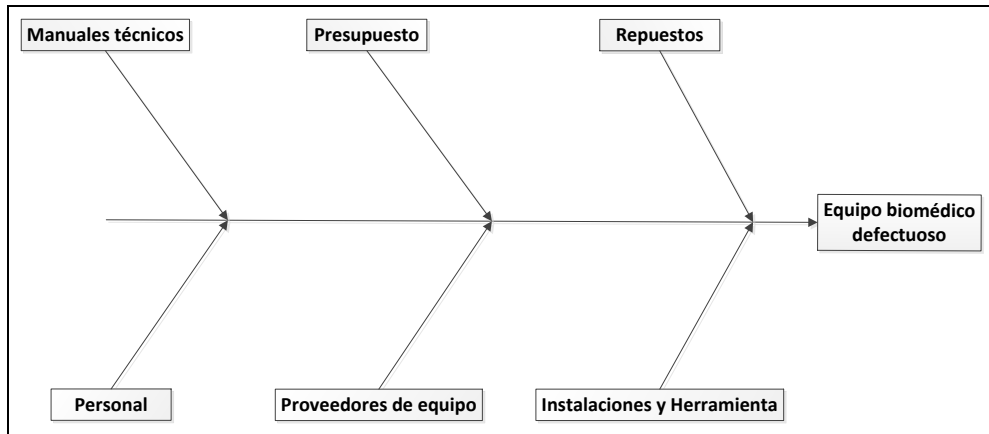 Manuales técnicos
Presupuesto
Repuestos
Equipo biomédico
defectuoso
Personal
Proveedores de equipo
Instalaciones y Herramienta